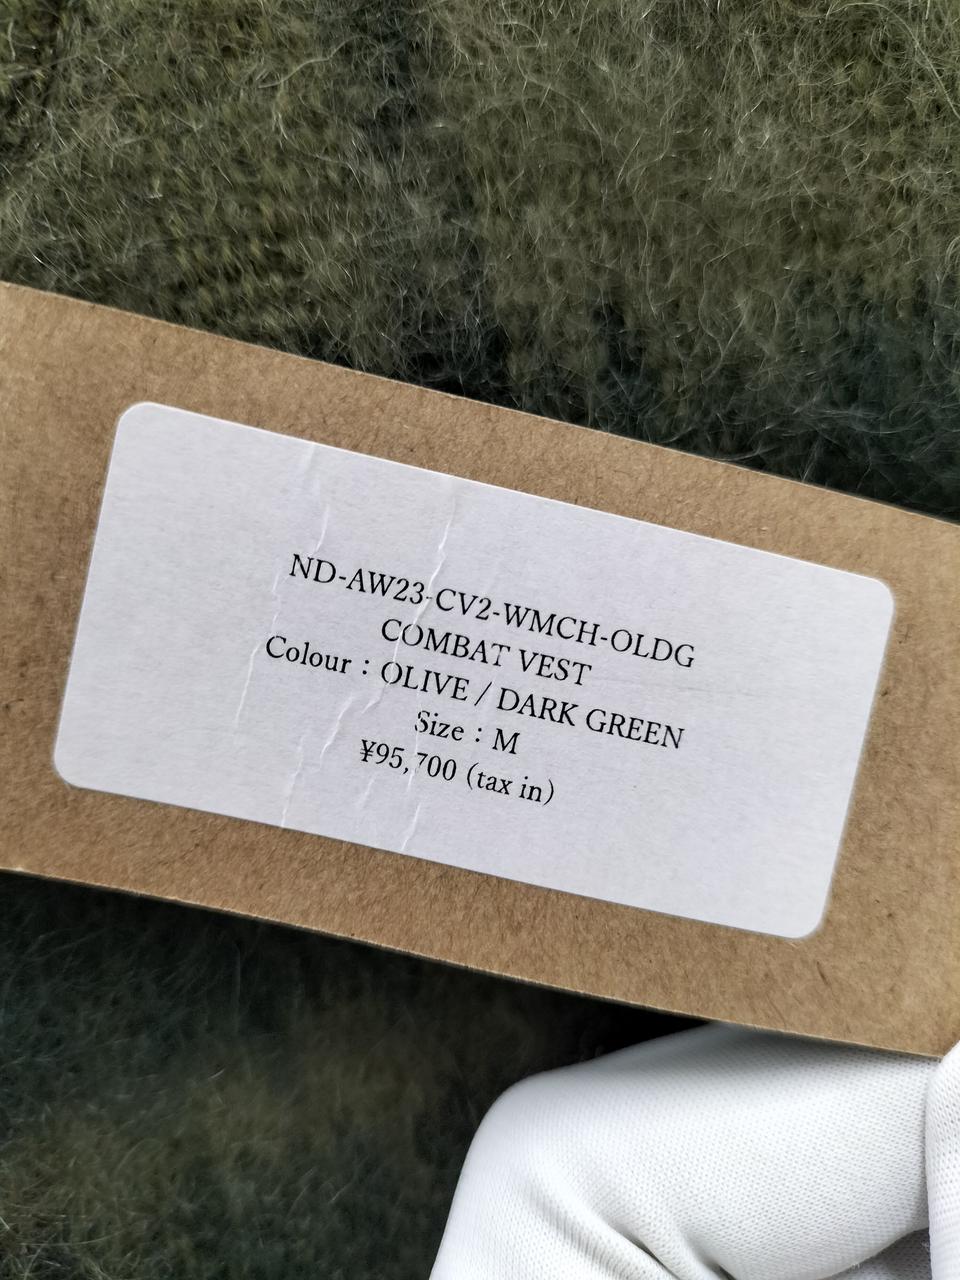 ND-AW23-CV2-WMCH-OLDG
COMBAT VEST
Colour : OLIVE / DARK GREEN
Size : M
¥95,700 (tax in)